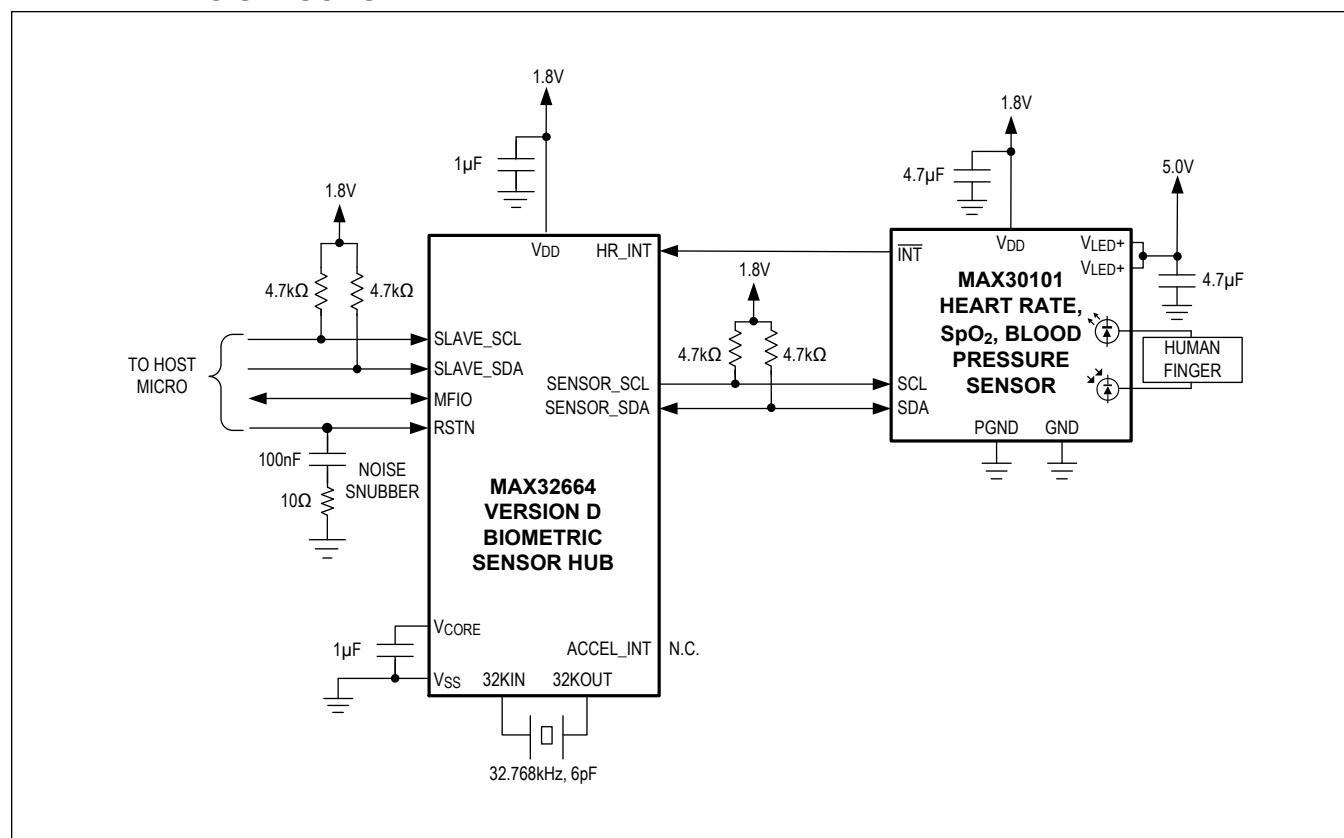 1.8V
1µF
1.8V
4.7kΩ
4.7kΩ
TO HOST
MICRO
SLAVE_SCL
SLAVE_SDA
MFIO
RSTN
100nF
10Ω
NOISE
SNUBBER
VDD
HR_INT
MAX32664
VERSION D
BIOMETRIC
SENSOR HUB
SENSOR_SCL
SENSOR_SDA
VCORE
1µF
VSS
32KIN
32KOUT
ACCEL_INT
N.C.
32.768kHz, 6pF
1.8V
4.7kΩ
4.7kΩ
1.8V
4.7µF
5.0V
4.7µF
INT
VDD
VLED+
VLED+
MAX30101
HEART RATE,
SpO₂, BLOOD
PRESSURE
SENSOR
SCL
SDA
PGND
GND
HUMAN
FINGER